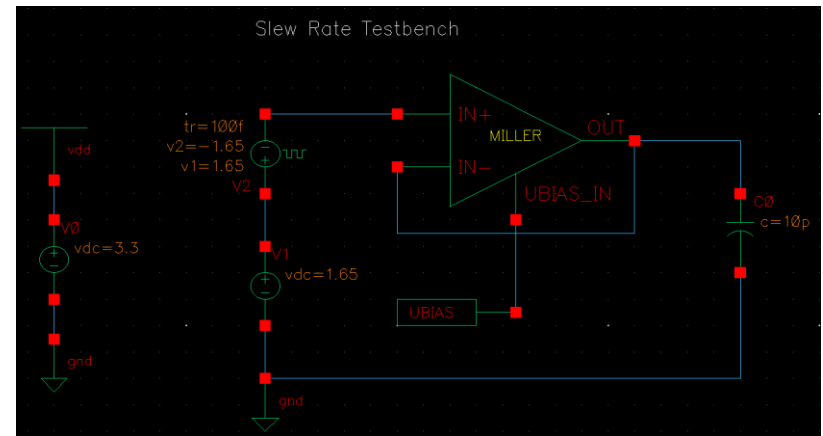 Slew Rate Testbench
tr=100f
v2=-1.65
v1=1.65
V2
vdd
V0
vdc=3.3
gnd
V1
vdc=1.65
gnd
IN+
MILLER
IN-
OUT
UBIAS_IN
UBIAS
C0
c=10p